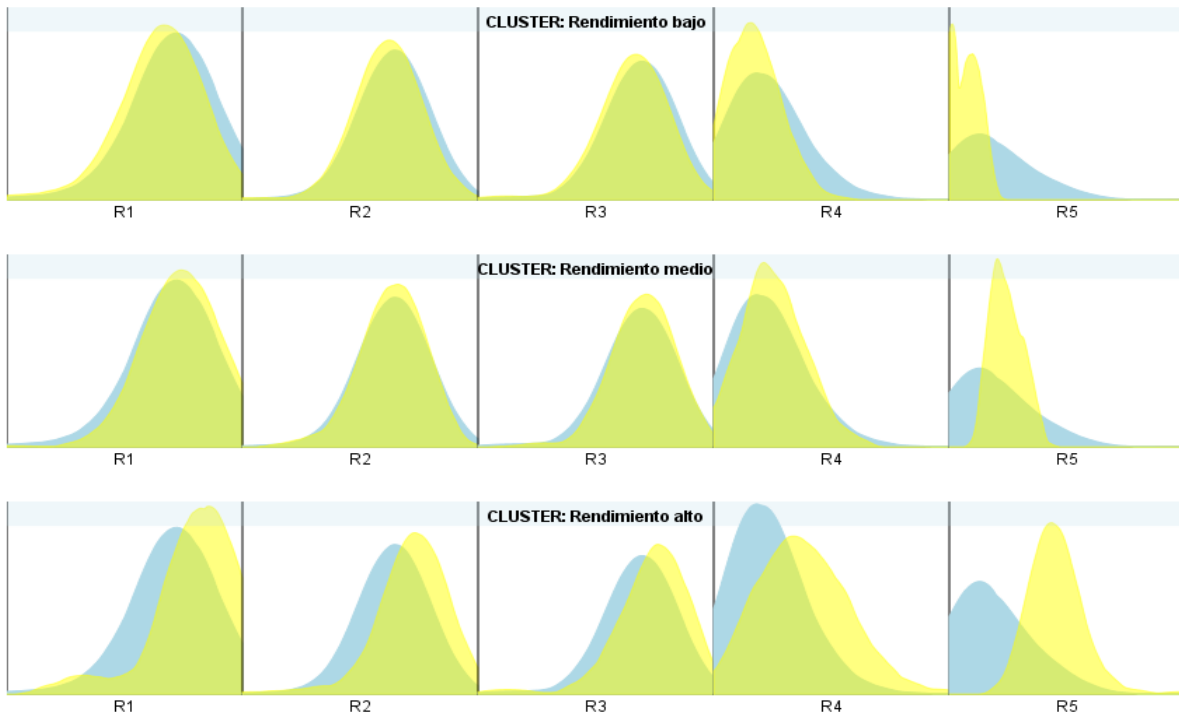 CLUSTER: Rendimiento bajo
R1 R2 R3 R4 R5
CLUSTER: Rendimiento medio
R1 R2 R3 R4 R5
CLUSTER: Rendimiento alto
R1 R2 R3 R4 R5